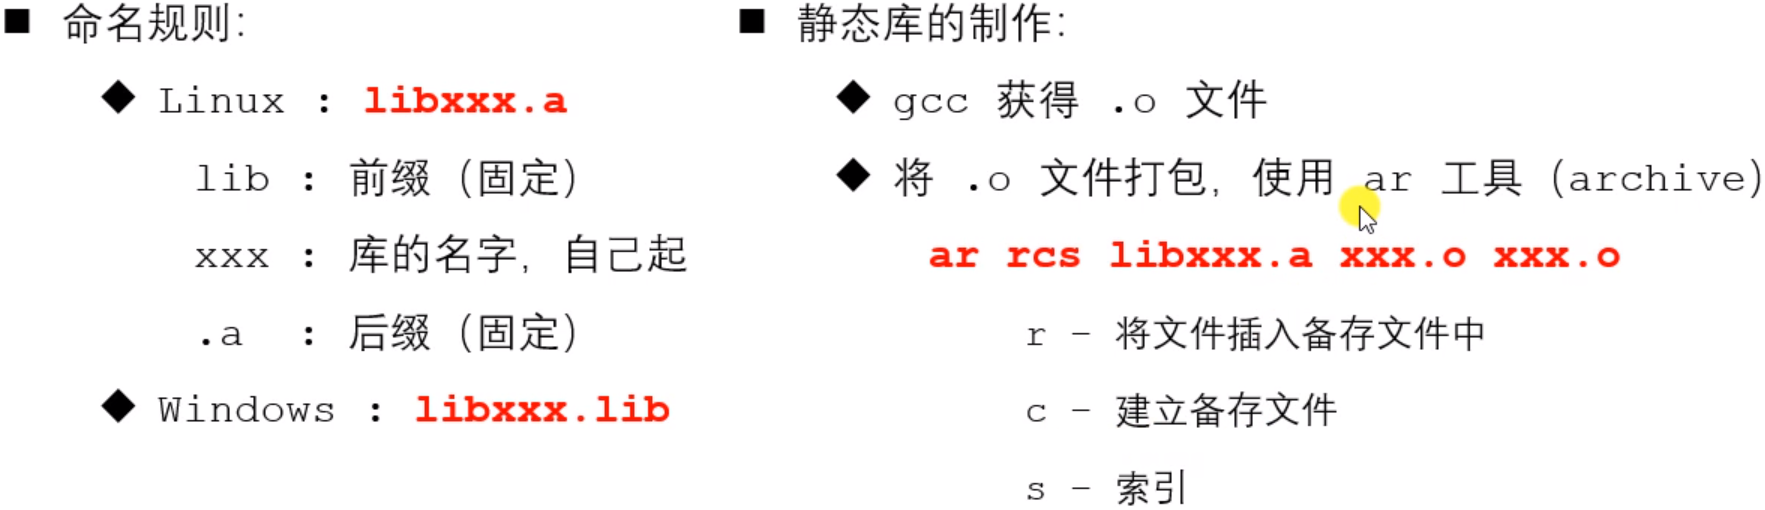 命名规则:
Linux : libxxx.a
lib : 前缀 (固定)
xxx : 库的名字, 自己起
.a : 后缀 (固定)
Windows : libxxx.lib
静态库的制作:
gcc 获得 .o 文件
将 .o 文件打包, 使用 ar 工具 (archive)
ar rcs libxxx.a xxx.o xxx.o
r – 将文件插入备存文件中
c – 建立备存文件
s – 索引